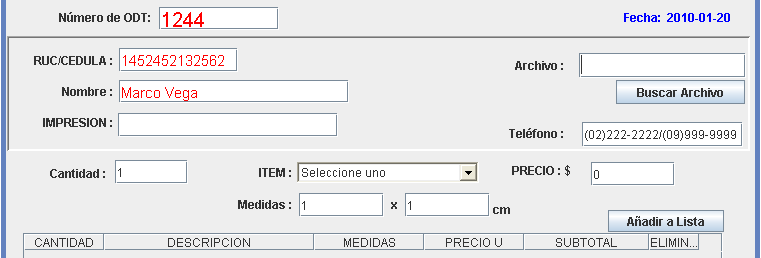 Número de ODT: 1244 Fecha: 2010-01-20
RUC/CEDULA : 1452452132562
Archivo :
Nombre : Marco Vega
Buscar Archivo
IMPRESION :
Teléfono : (02)222-2222/(09)999-9999
Cantidad : 1 ITEM : Seleccione uno PRECIO : $ 0
Medidas : 1 x 1 cm
Añadir a Lista
CANTIDAD DESCRIPCION MEDIDAS PRECIO U SUBTOTAL ELIMIN...